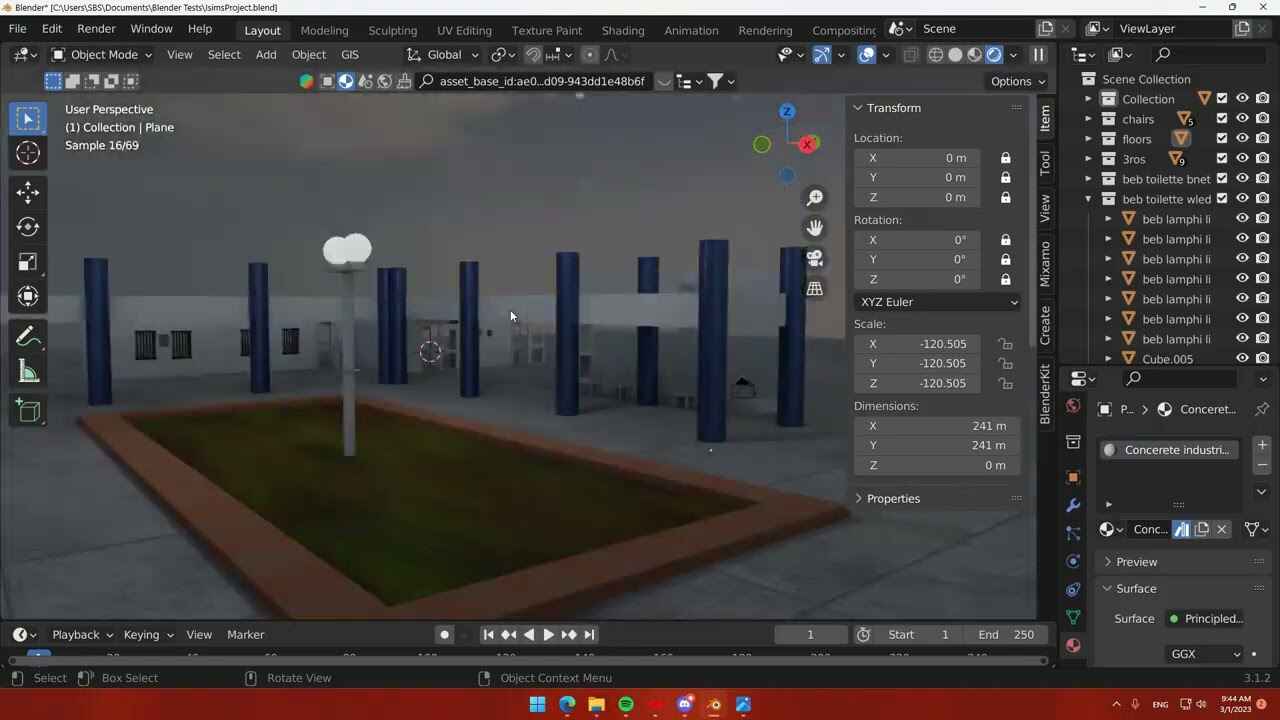 Blender* [C:\Users\SBS\Documents\Blender Tests\IsimsProject.blend]
File Edit Render Window Help Layout Modeling Sculpting UV Editing Texture Paint Shading Animation Rendering Compositing Scene ViewLayer
Object Mode View Select Add Object GIS Global
asset_base_id:ae0...d09-943dd1e48b6f Options
User Perspective
(1) Collection | Plane
Sample 16/69
Z
X
Transform
Location:
X 0 m
Y 0 m
Z 0 m
Rotation:
X 0°
Y 0°
Z 0°
XYZ Euler
Scale:
X -120.505
Y -120.505
Z -120.505
Dimensions:
X 241 m
Y 241 m
Z 0 m
Properties
Item
Tool
View
Mixamo
Create
BlenderKit
Scene Collection
Collection
chairs 5
floors
3ros 9
beb toilette bnet
beb toilette wled
beb lamphi li
beb lamphi li
beb lamphi li
beb lamphi li
beb lamphi li
beb lamphi li
beb lamphi li
Cube.005
P... Concret...
Concerete industri...
Conc...
Preview
Surface
Surface Principled...
GGX
Playback Keying View Marker 1 Start 1 End 250
Select Box Select Rotate View Object Context Menu 3.1.2
ENG 9:44 AM
3/1/2023